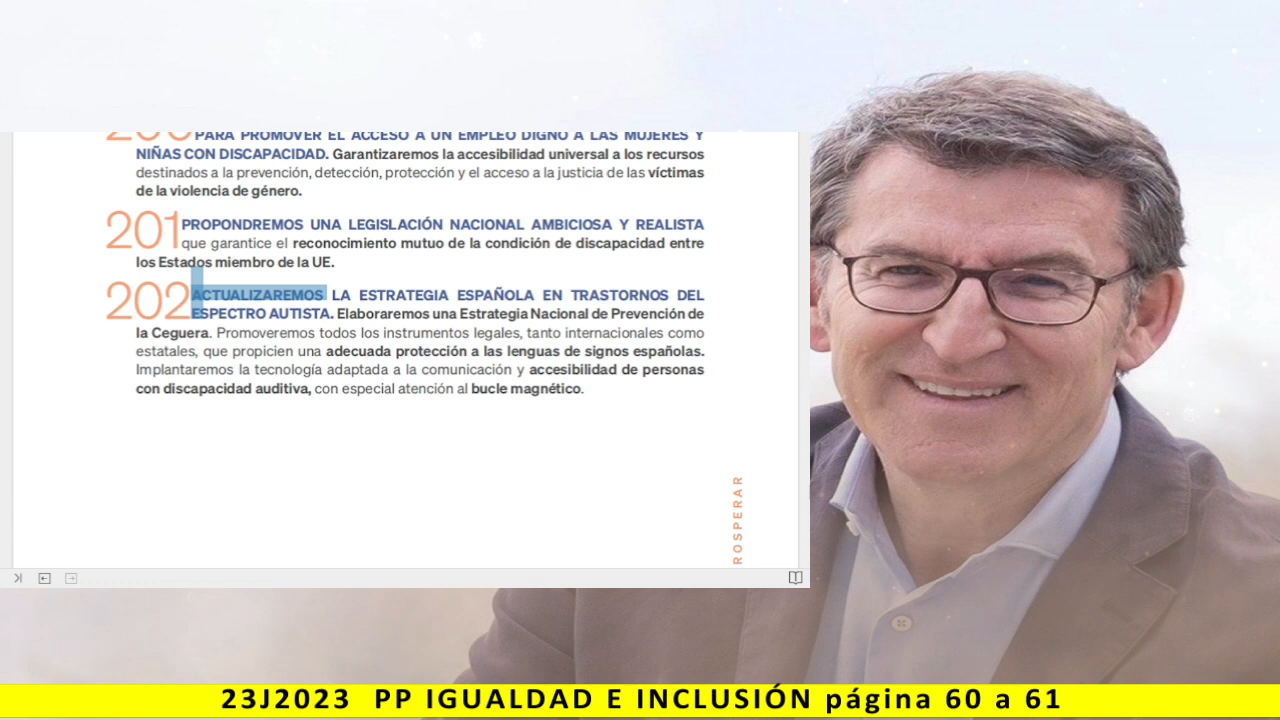 PARA PROMOVER EL ACCESO A UN EMPLEO DIGNO A LAS MUJERES Y
NIÑAS CON DISCAPACIDAD. Garantizaremos la accesibilidad universal a los recursos
destinados a la prevención, detección, protección y el acceso a la justicia de las víctimas
de la violencia de género.
201 PROPONDREMOS UNA LEGISLACIÓN NACIONAL AMBICIOSA Y REALISTA
que garantice el reconocimiento mutuo de la condición de discapacidad entre
los Estados miembro de la UE.
202 ACTUALIZAREMOS LA ESTRATEGIA ESPAÑOLA EN TRASTORNOS DEL
ESPECTRO AUTISTA. Elaboraremos una Estrategia Nacional de Prevención de
la Ceguera. Promoveremos todos los instrumentos legales, tanto internacionales como
estatales, que propicien una adecuada protección a las lenguas de signos españolas.
Implantaremos la tecnología adaptada a la comunicación y accesibilidad de personas
con discapacidad auditiva, con especial atención al bucle magnético.
ROSPERAR
23J2023 PP IGUALDAD E INCLUSIÓN página 60 a 61